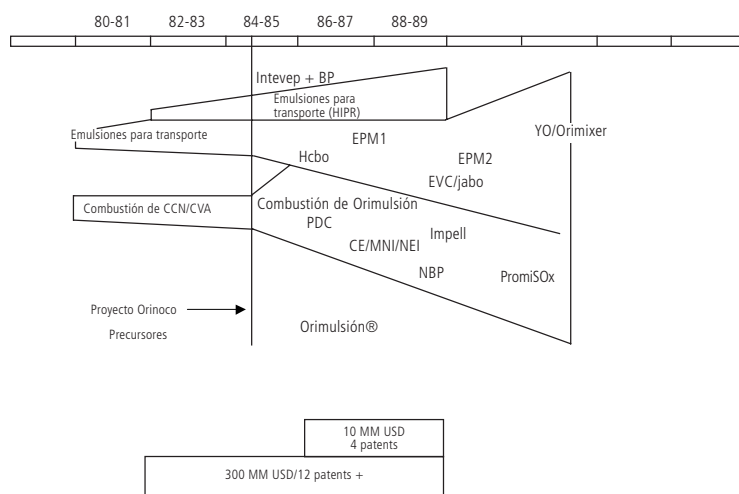 80-81 82-83 84-85 86-87 88-89
Intevep + BP
Emulsiones para
transporte (HIPR)
Emulsiones para transporte
EPM1
YO/Orimixer
Hcbo
EPM2
EVC/jabo
Combustión de CCN/CVA
Combustión de Orimulsión
PDC
Impell
CE/MNI/NEI
NBP
PromiSOx
Proyecto Orinoco
Precursores
Orimulsión®
10 MM USD
4 patents
300 MM USD/12 patents +